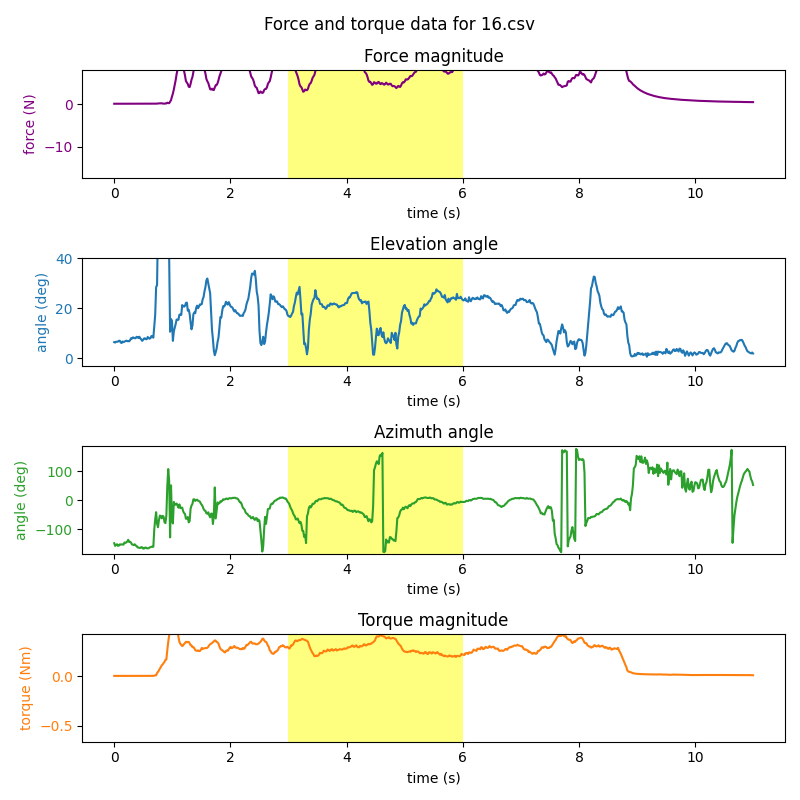 Force and torque data for 16.csv
Force magnitude
force (N)
0
−10
0 2 4 6 8 10
time (s)
Elevation angle
angle (deg)
40
20
0
0 2 4 6 8 10
time (s)
Azimuth angle
angle (deg)
100
0
−100
0 2 4 6 8 10
time (s)
Torque magnitude
torque (Nm)
0.0
−0.5
0 2 4 6 8 10
time (s)